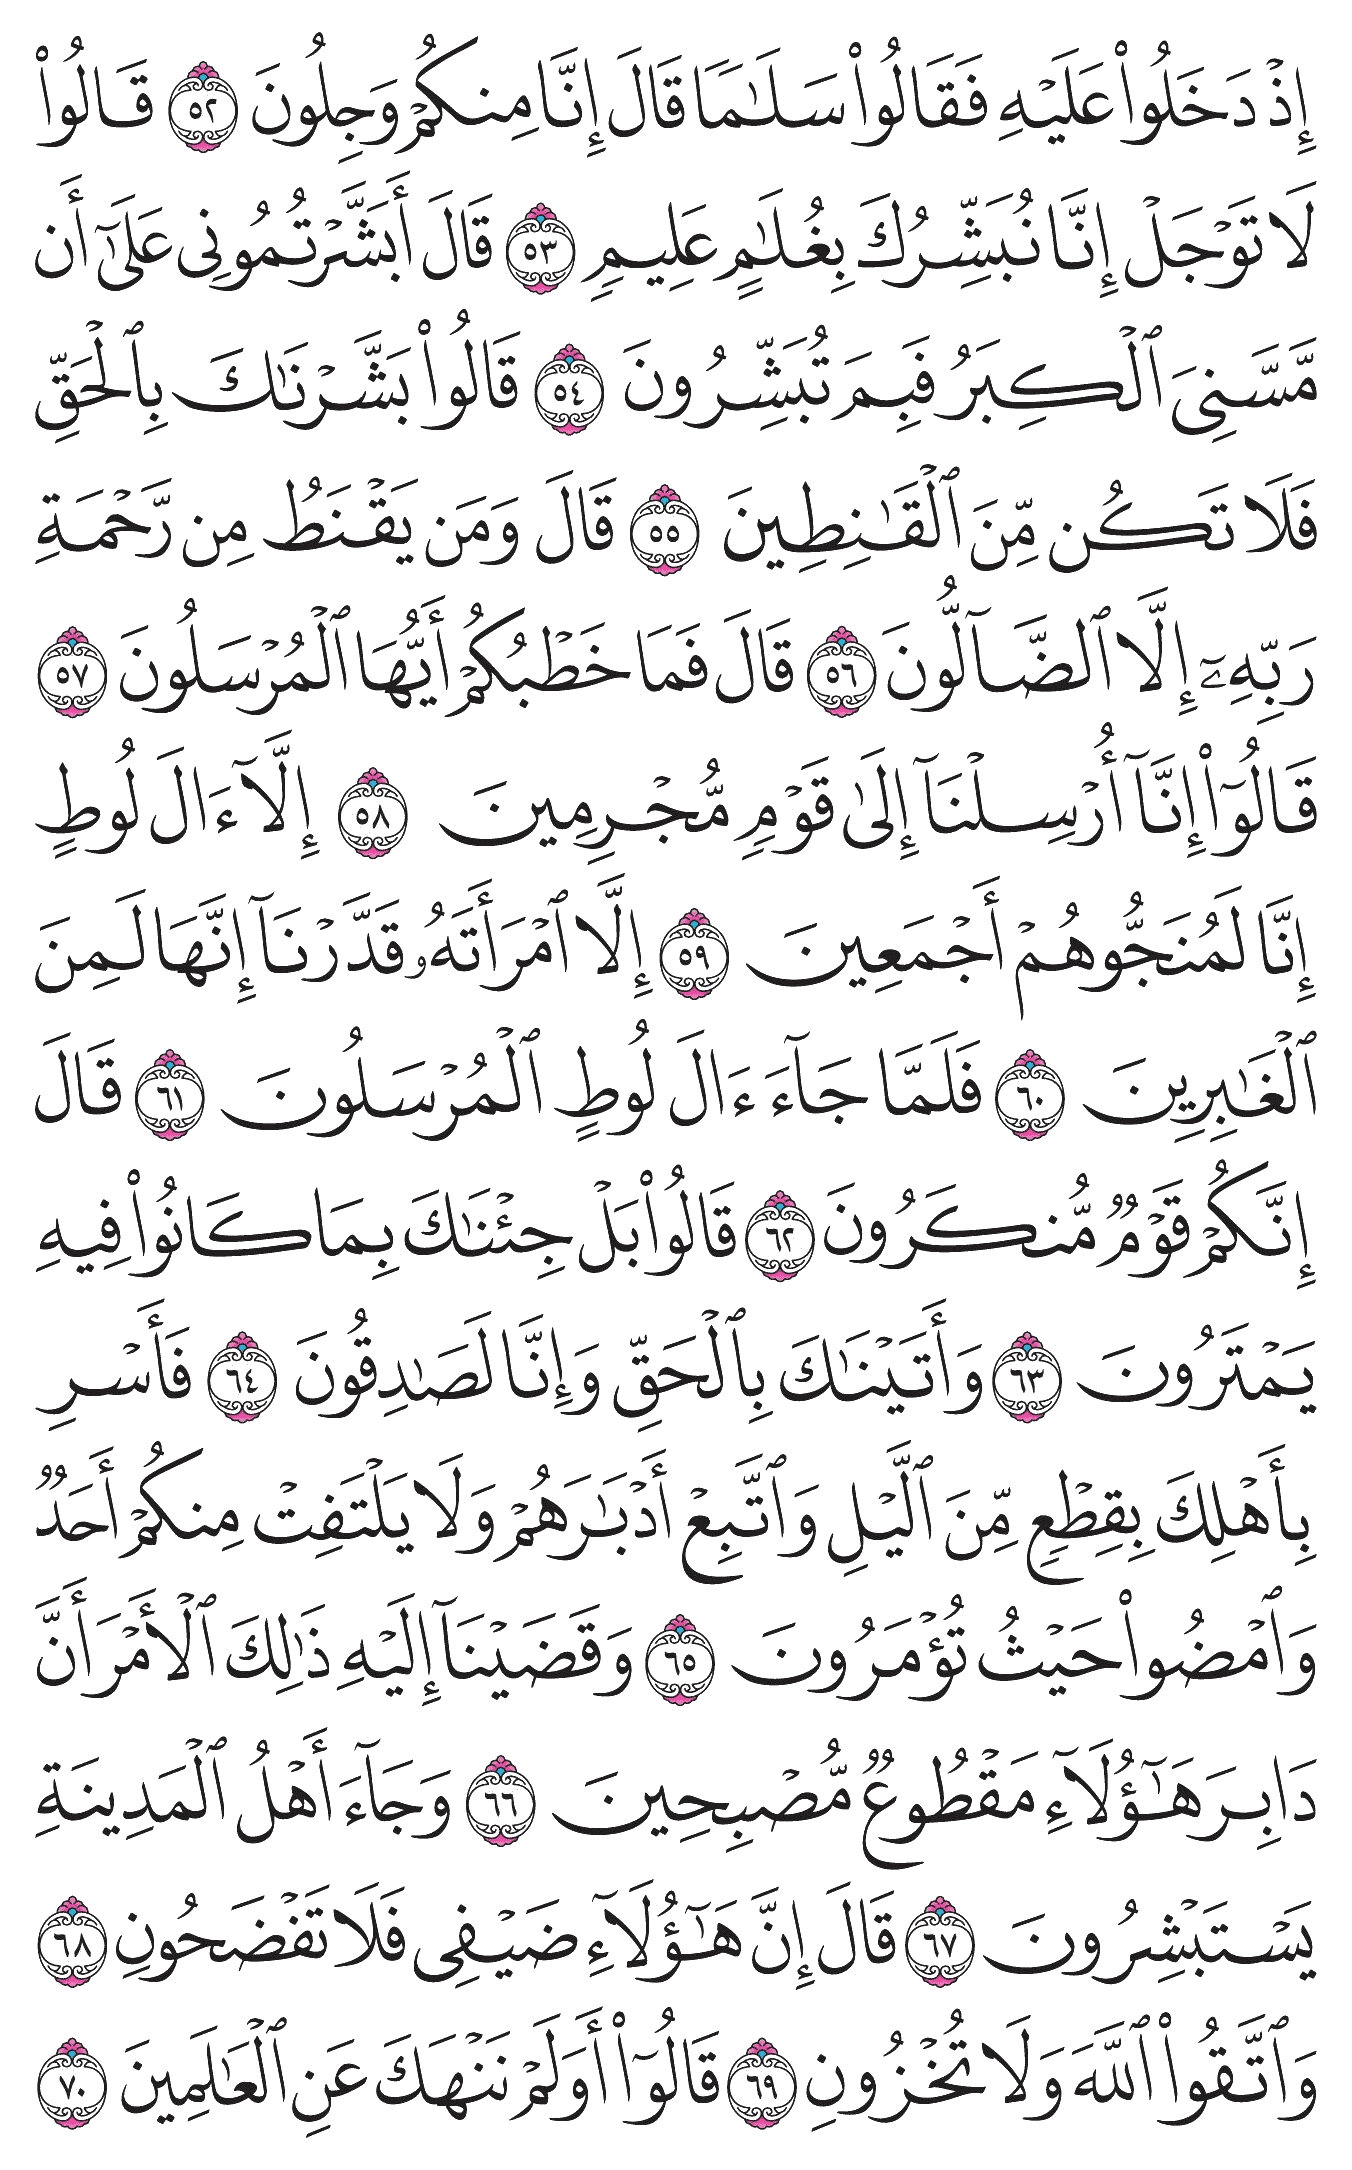 إِذْ دَخَلُوا۟ عَلَيْهِ فَقَالُوا۟ سَلَـٰمًا قَالَ إِنَّا مِنكُمْ وَجِلُونَ ٥٢ قَالُوا۟
لَا تَوْجَلْ إِنَّا نُبَشِّرُكَ بِغُلَـٰمٍ عَلِيمٍ ٥٣ قَالَ أَبَشَّرْتُمُونِى عَلَىٰٓ أَن
مَّسَّنِىَ ٱلْكِبَرُ فَبِمَ تُبَشِّرُونَ ٥٤ قَالُوا۟ بَشَّرْنَـٰكَ بِٱلْحَقِّ
فَلَا تَكُن مِّنَ ٱلْقَـٰنِطِينَ ٥٥ قَالَ وَمَن يَقْنَطُ مِن رَّحْمَةِ
رَبِّهِۦٓ إِلَّا ٱلضَّآلُّونَ ٥٦ قَالَ فَمَا خَطْبُكُمْ أَيُّهَا ٱلْمُرْسَلُونَ ٥٧
قَالُوٓا۟ إِنَّآ أُرْسِلْنَآ إِلَىٰ قَوْمٍ مُّجْرِمِينَ ٥٨ إِلَّآ ءَالَ لُوطٍ
إِنَّا لَمُنَجُّوهُمْ أَجْمَعِينَ ٥٩ إِلَّا ٱمْرَأَتَهُۥ قَدَّرْنَآ إِنَّهَا لَمِنَ
ٱلْغَـٰبِرِينَ ٦٠ فَلَمَّا جَآءَ ءَالَ لُوطٍ ٱلْمُرْسَلُونَ ٦١ قَالَ
إِنَّكُمْ قَوْمٌ مُّنكَرُونَ ٦٢ قَالُوا۟ بَلْ جِئْنَـٰكَ بِمَا كَانُوا۟ فِيهِ
يَمْتَرُونَ ٦٣ وَأَتَيْنَـٰكَ بِٱلْحَقِّ وَإِنَّا لَصَـٰدِقُونَ ٦٤ فَأَسْرِ
بِأَهْلِكَ بِقِطْعٍ مِّنَ ٱلَّيْلِ وَٱتَّبِعْ أَدْبَـٰرَهُمْ وَلَا يَلْتَفِتْ مِنكُمْ أَحَدٌ
وَٱمْضُوا۟ حَيْثُ تُؤْمَرُونَ ٦٥ وَقَضَيْنَآ إِلَيْهِ ذَٰلِكَ ٱلْأَمْرَ أَنَّ
دَابِرَ هَـٰٓؤُلَآءِ مَقْطُوعٌ مُّصْبِحِينَ ٦٦ وَجَآءَ أَهْلُ ٱلْمَدِينَةِ
يَسْتَبْشِرُونَ ٦٧ قَالَ إِنَّ هَـٰٓؤُلَآءِ ضَيْفِى فَلَا تَفْضَحُونِ ٦٨
وَٱتَّقُوا۟ ٱللَّهَ وَلَا تُخْزُونِ ٦٩ قَالُوٓا۟ أَوَلَمْ نَنْهَكَ عَنِ ٱلْعَـٰلَمِينَ ٧٠